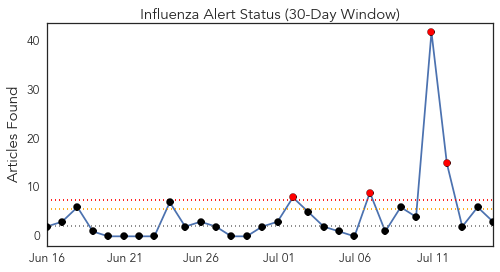 Influenza Alert Status (30-Day Window)
Articles Found
40
30
20
10
0
Jun 16 Jun 21 Jun 26 Jul 01 Jul 06 Jul 11